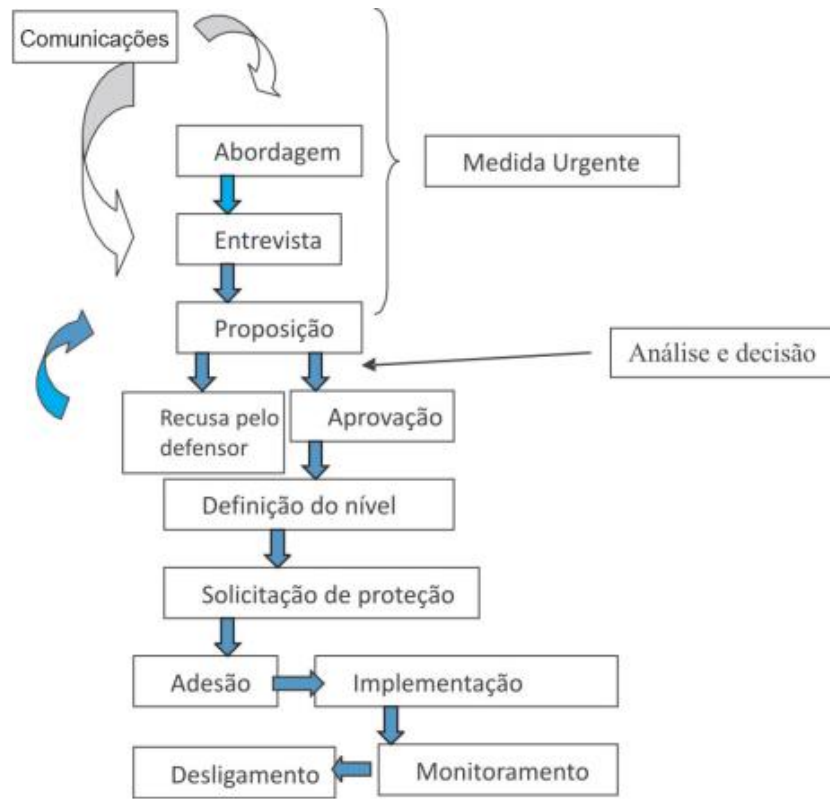 Comunicações
Abordagem
Medida Urgente
Entrevista
Proposição
Análise e decisão
Recusa pelo
defensor
Aprovação
Definição do nível
Solicitação de proteção
Adesão
Implementação
Desligamento
Monitoramento